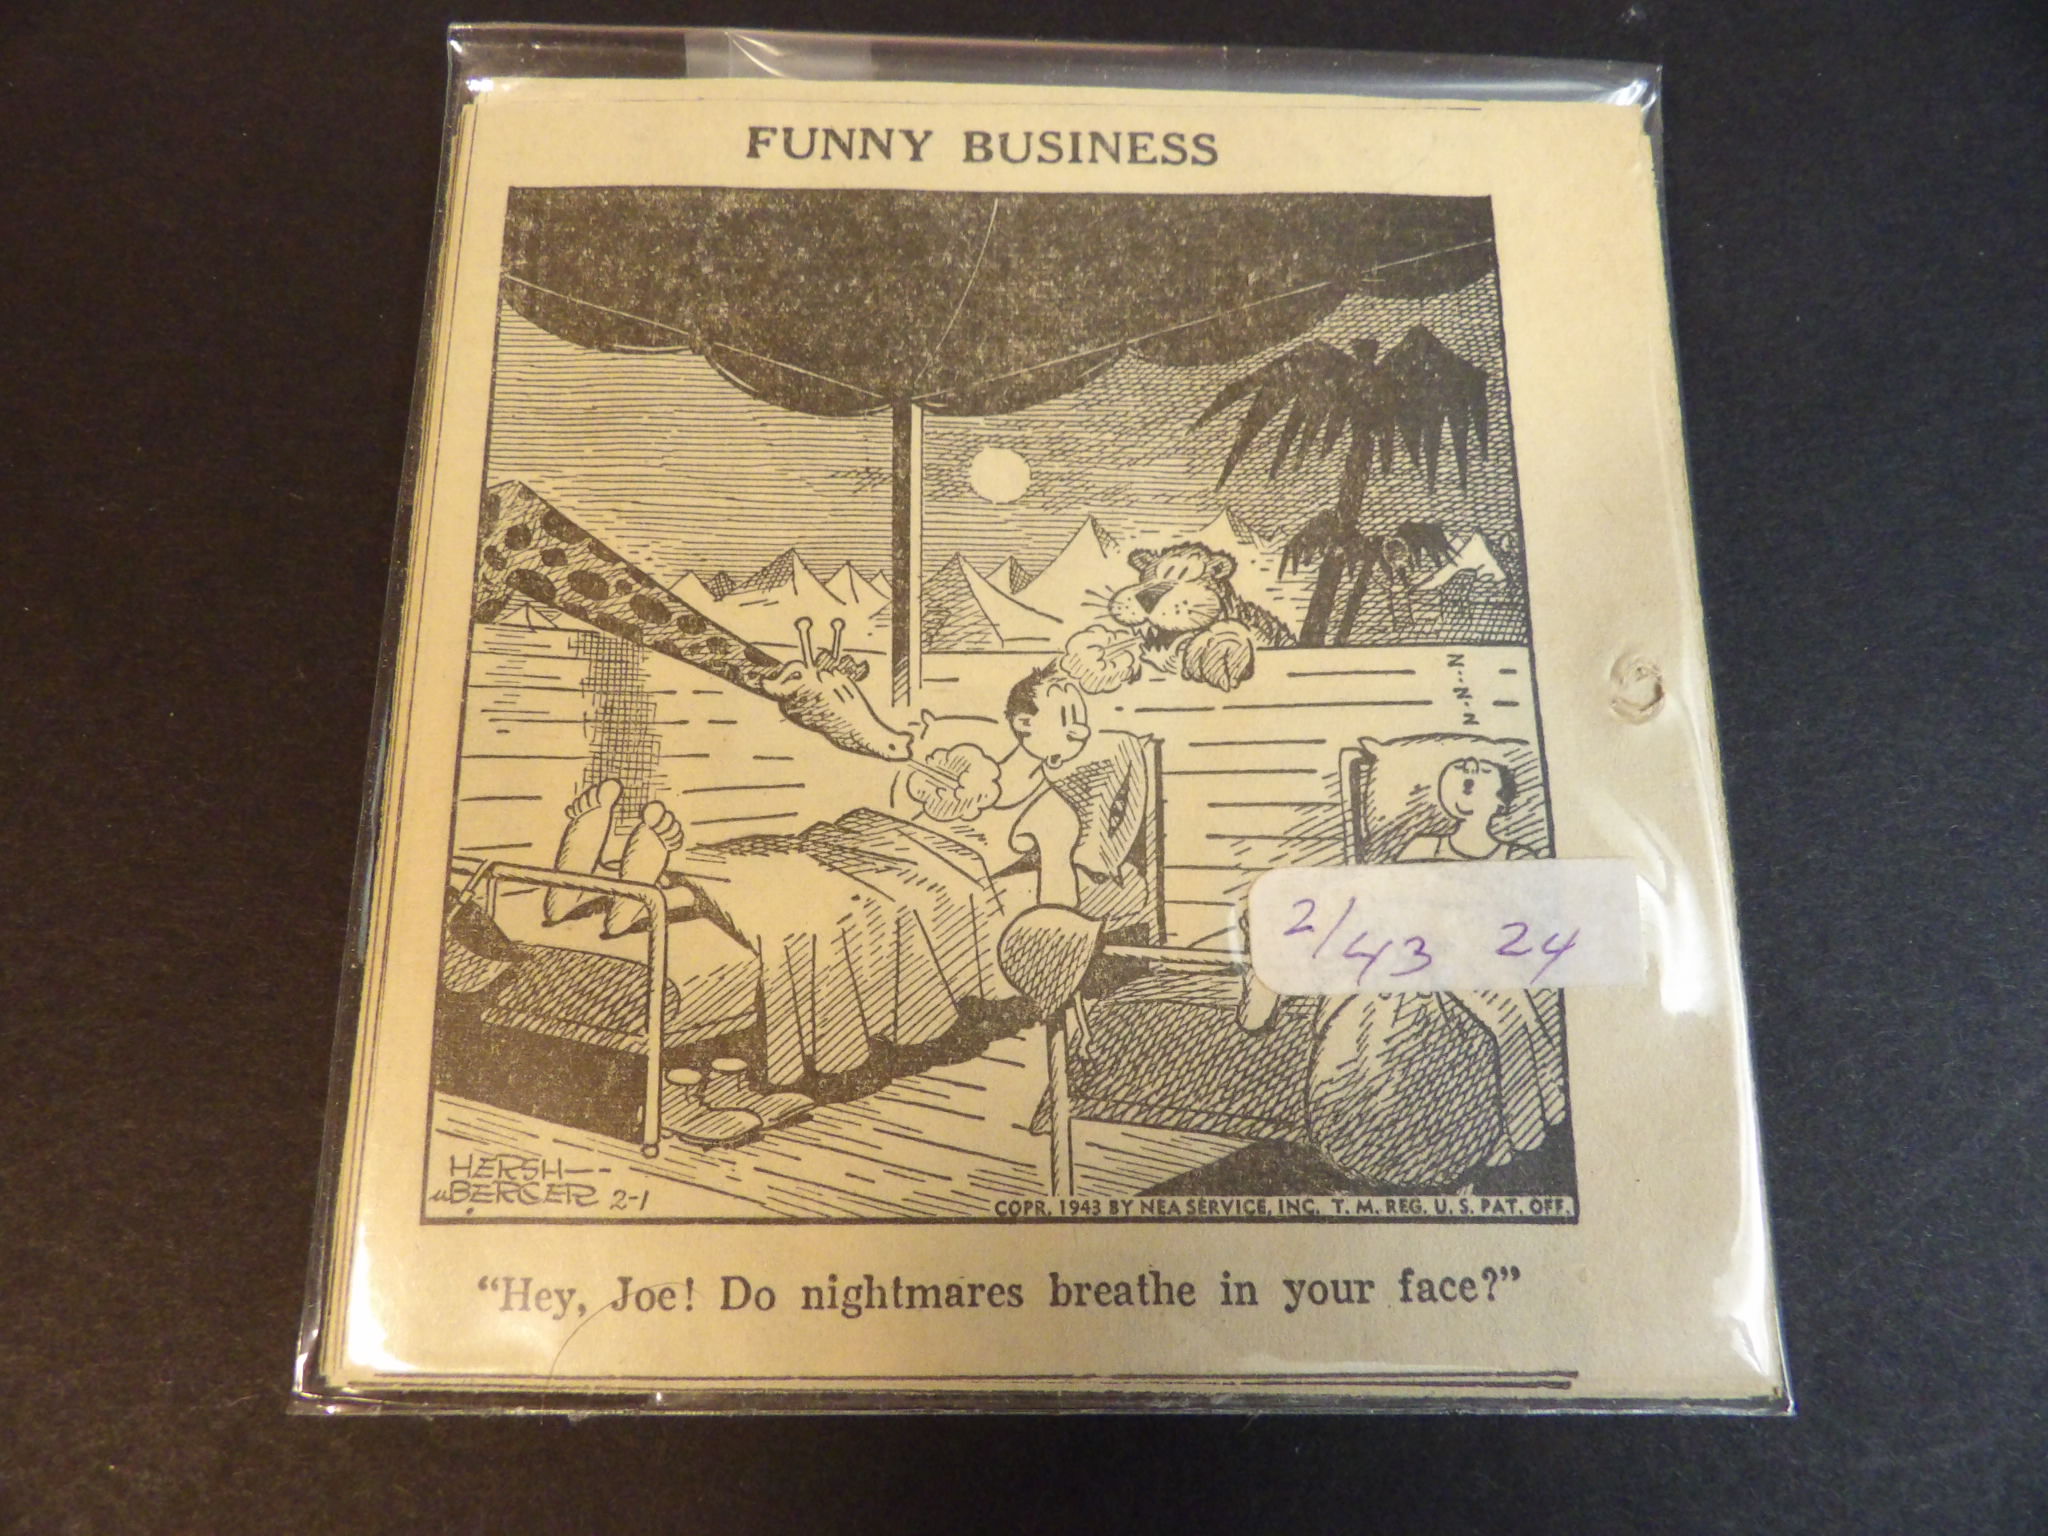 FUNNY BUSINESS
Z..Z.Z
2/43 24
HERSH--
BERGER 2-1
COPR. 1943 BY NEA SERVICE, INC. T. M. REG. U. S. PAT. OFF.
“Hey, Joe! Do nightmares breathe in your face?”